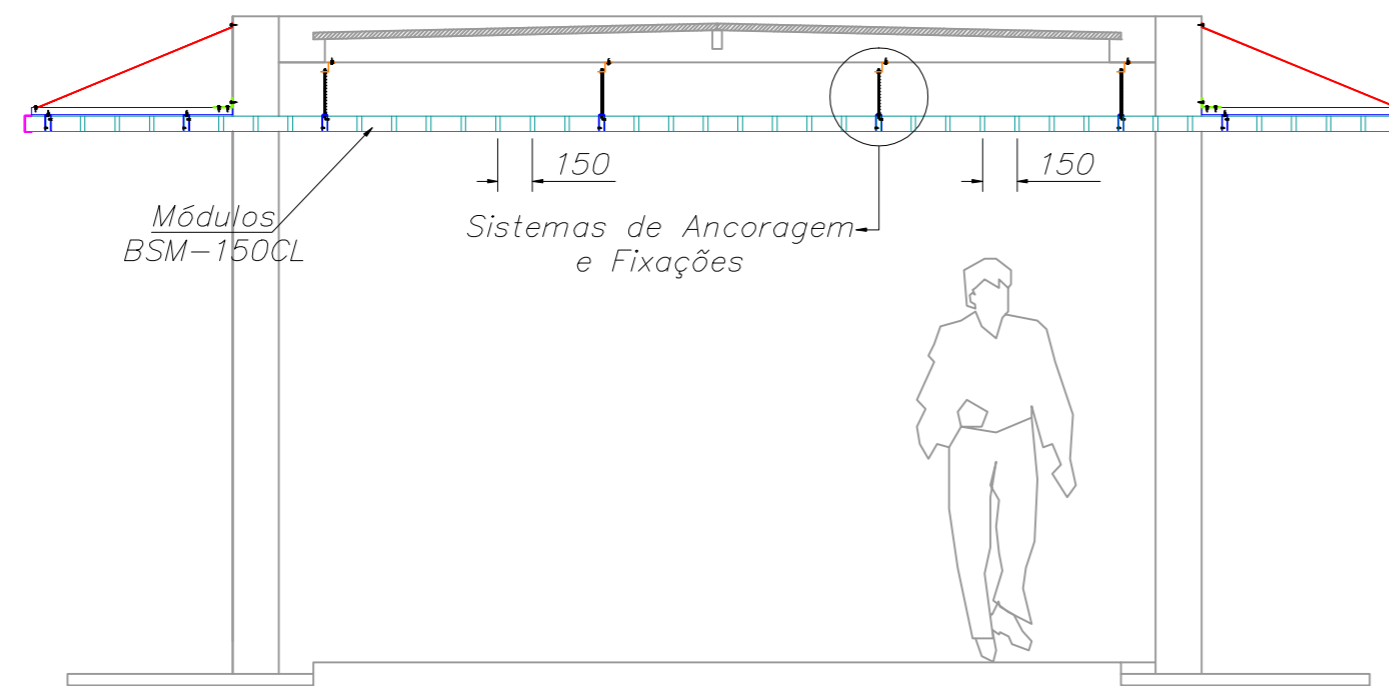 150
150
Módulos
BSM-150CL
Sistemas de Ancoragem
e Fixações